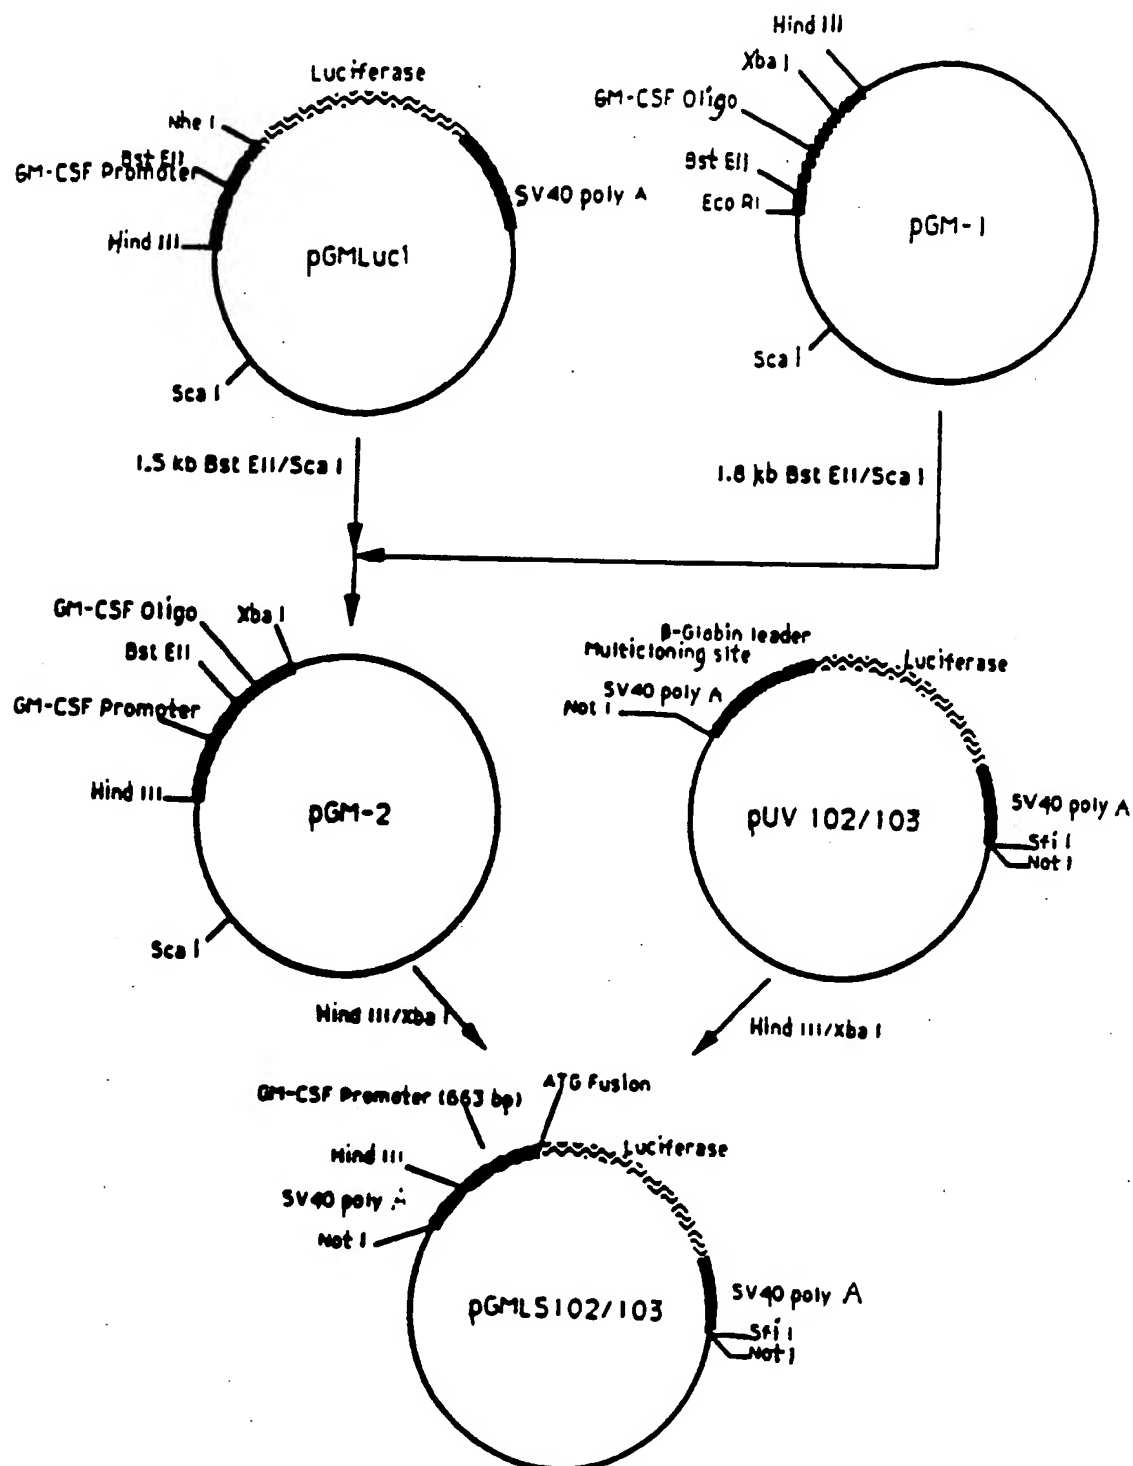 Luciferase
Nhe I
Bst EII
GM-CSF Promoter
Hind III
SV40 poly A
pGMLuc1
Sca I
Hind III
Xba I
GM-CSF Oligo
Bst EII
Eco RI
pGM-1
Sca I
1.5 kb Bst EII/Sca I
1.8 kb Bst EII/Sca I
GM-CSF Oligo
Xba I
Bst EII
GM-CSF Promoter
Hind III
pGM-2
Sca I
β-Globin leader
Multicloning site
Luciferase
SV40 poly A
Not I
pUV 102/103
SV40 poly A
Sfi I
Not I
Hind III/Xba I
Hind III/Xba I
GM-CSF Promoter (663 bp)
ATG Fusion
Luciferase
Hind III
SV40 poly A
Not I
pGMLS102/103
SV40 poly A
Sfi I
Not I